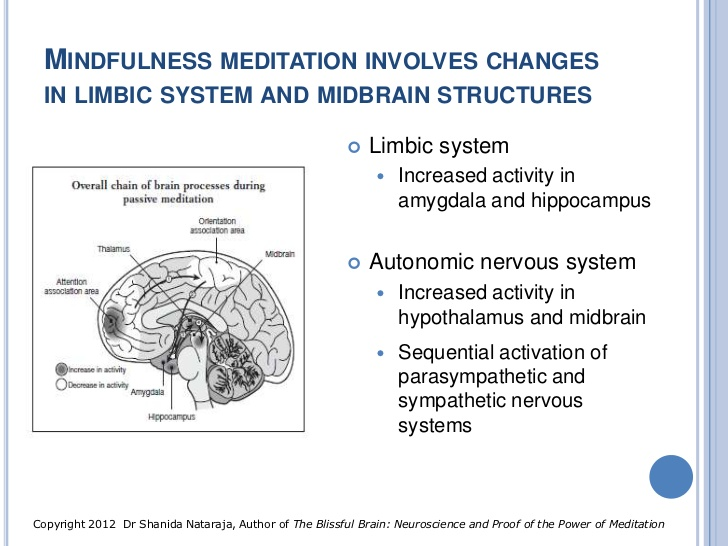 MINDFULNESS MEDITATION INVOLVES CHANGES
IN LIMBIC SYSTEM AND MIDBRAIN STRUCTURES
Overall chain of brain processes during
passive meditation
Orientation
association area
Thalamus
Midbrain
Attention
association area
Increase in activity
Decrease in activity
Amygdala
Hippocampus
Limbic system
Increased activity in
amygdala and hippocampus
Autonomic nervous system
Increased activity in
hypothalamus and midbrain
Sequential activation of
parasympathetic and
sympathetic nervous
systems
Copyright 2012 Dr Shanida Nataraja, Author of The Blissful Brain: Neuroscience and Proof of the Power of Meditation